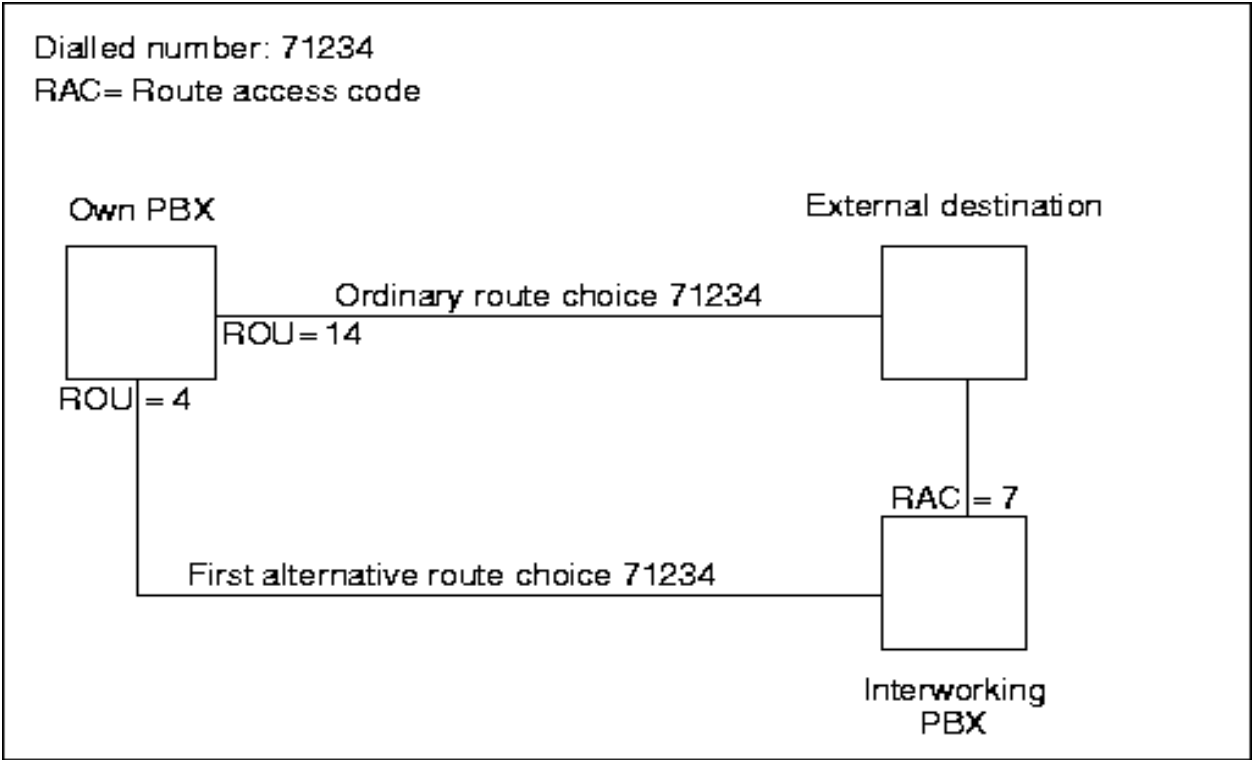 Dialled number: 71234
RAC= Route access code
Own PBX
External destination
Ordinary route choice 71234
ROU= 14
ROU = 4
RAC = 7
First alternative route choice 71234
Interworking
PBX